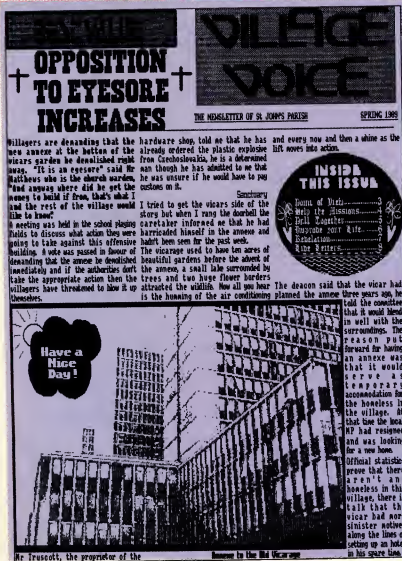 OPPOSITION
TO EYESORE
INCREASES
VILLAGE
VOICE
THE NEWSLETTER OF St JOHNS PARISH
SPRING 1989
Villagers are demanding that the
new annexe at the bottom of the
vicars garden be demolished right
away. "It is an eyesore" said Mr
Matthews who is the church warden,
"And anyway where did he get the
money to build it from, that's what I
and the rest of the village would
like to know?
A meeting was held in the school playing
fields to discuss what action they were
going to take against this offensive
building. A vote was passed in favour of
demanding that the annexe be demolished
immediately and if the authorities don't
take the appropriate action then the
villagers have threatened to blow it up
themselves.
Mr Truscott, the proprietor of the
hardware shop, told me that he has
already ordered the plastic explosive
from Czechoslovakia, he is a determined
man though he has admitted to me that
he was unsure if he would have to pay
customs on it.
Sanctuary
I tried to get the vicars side of the
story but when I rang the doorbell the
caretaker informed me that he had
barricaded himself in the annexe and
hadn't been seen for the past week.
The vicarage used to have ten acres of
beautiful gardens before the advent of
the annexe, a small lake surrounded by
trees and two huge flower borders
attracted the wildlife. Now all you hear
is the humming of the air conditioning
and every now and then a whine as the
lift moves into action.
INSIDE
THIS ISSUE
Help the Missions
Hell Together
The deacon said that the vicar had
planned the annexe three years ago, he
told the committee
that it would blend
in well with the
surroundings. The
reason put
forward for having
an annexe was
that it would
serve as
temporary
accommodation for
the homeless in
the village. At
that time the local
MP had resigned
and was looking
for a new home.
Official statistics
prove that there
aren't any
homeless in this
village, there is
talk that the
vicar had more
sinister motives
along the lines of
setting up an hotel
in his spare time.
Have a
Nice
Day!
Annexe to the Old Vicarage